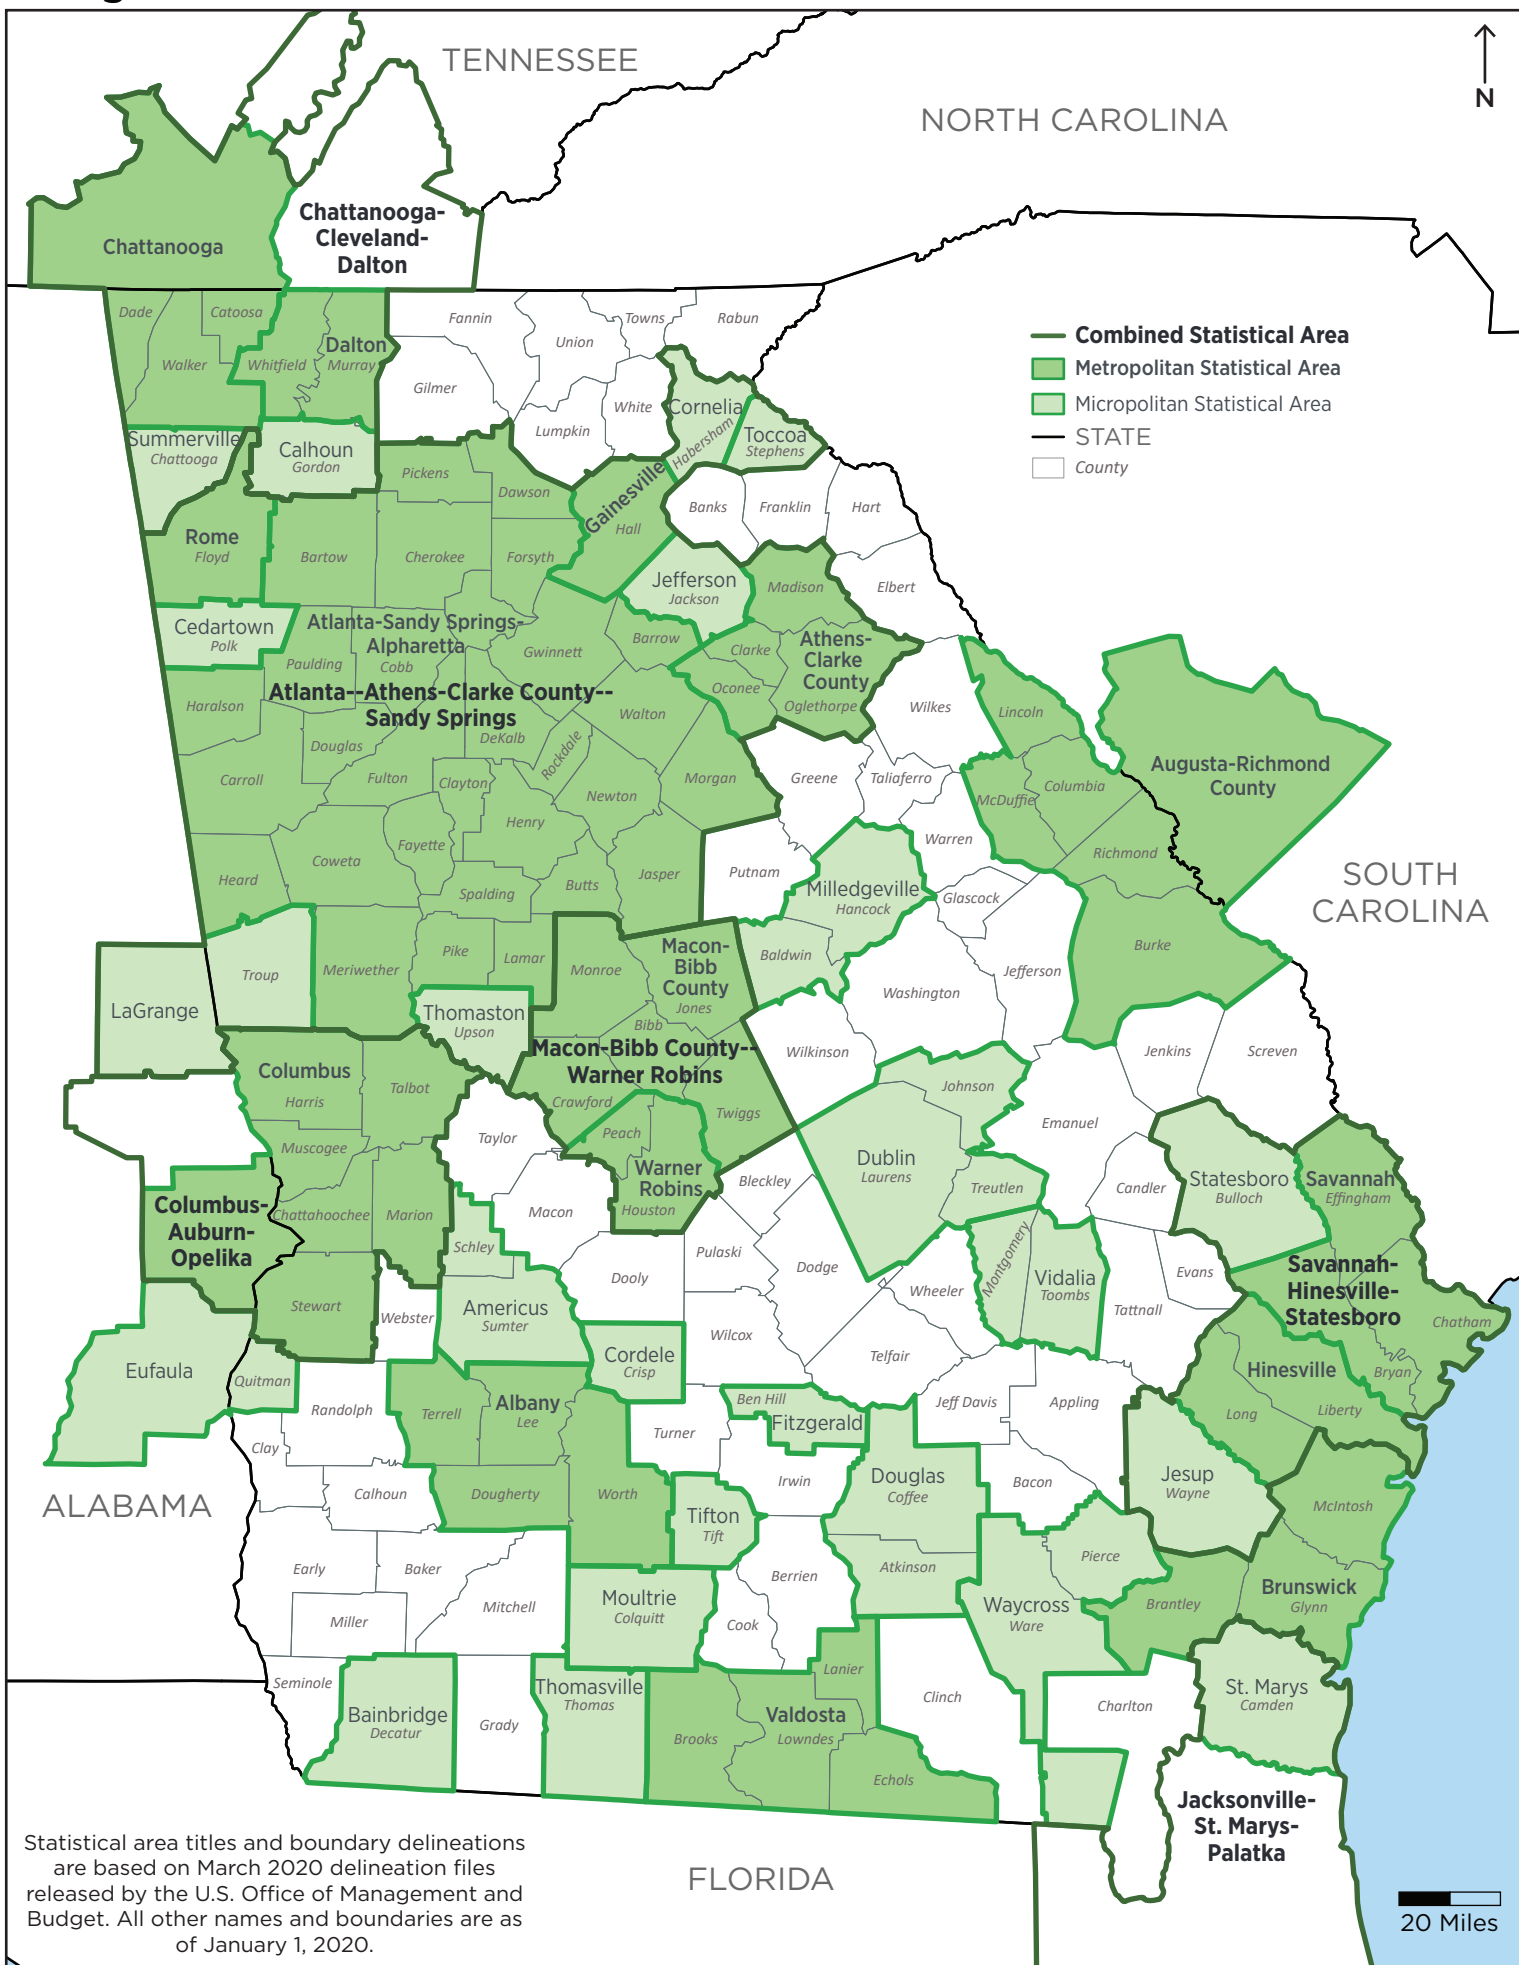 TENNESSEE
NORTH CAROLINA
N
Chattanooga-
Cleveland-
Dalton
Chattanooga
Combined Statistical Area
Metropolitan Statistical Area
Micropolitan Statistical Area
STATE
County
Dade
Catoosa
Walker
Whitfield
Dalton
Murray
Fannin
Union
Towns
Rabun
Gilmer
White
Lumpkin
Cornelia
Habersham
Toccoa
Stephens
Summerville
Chattooga
Calhoun
Gordon
Pickens
Dawson
Gainesville
Hall
Banks
Franklin
Hart
Rome
Floyd
Bartow
Cherokee
Forsyth
Jefferson
Jackson
Madison
Elbert
Cedartown
Polk
Atlanta-Sandy Springs-
Alpharetta
Paulding
Cobb
Gwinnett
Barrow
Clarke
Athens-
Clarke
County
Oconee
Oglethorpe
Atlanta--Athens-Clarke County--
Sandy Springs
Haralson
Douglas
DeKalb
Rockdale
Walton
Wilkes
Lincoln
Carroll
Fulton
Clayton
Newton
Morgan
Greene
Taliaferro
McDuffie
Columbia
Augusta-Richmond
County
Heard
Coweta
Fayette
Henry
Spalding
Butts
Jasper
Putnam
Warren
Richmond
SOUTH
CAROLINA
Milledgeville
Hancock
Glascock
Baldwin
Burke
Troup
Meriwether
Pike
Lamar
Monroe
Macon-
Bibb
County
Jones
Washington
Jefferson
LaGrange
Thomaston
Upson
Bibb
Macon-Bibb County--
Warner Robins
Wilkinson
Jenkins
Screven
Columbus
Harris
Talbot
Crawford
Peach
Twiggs
Johnson
Emanuel
Muscogee
Taylor
Warner
Robins
Houston
Bleckley
Dublin
Laurens
Treutlen
Candler
Statesboro
Bulloch
Savannah
Effingham
Columbus-
Auburn-
Opelika
Chattahoochee
Marion
Macon
Schley
Dooly
Pulaski
Dodge
Wheeler
Montgomery
Vidalia
Toombs
Tattnall
Evans
Savannah-
Hinesville-
Statesboro
Chatham
Stewart
Webster
Americus
Sumter
Cordele
Crisp
Wilcox
Telfair
Hinesville
Bryan
Eufaula
Quitman
Randolph
Terrell
Albany
Lee
Ben Hill
Fitzgerald
Jeff Davis
Appling
Long
Liberty
Clay
Turner
Irwin
Douglas
Coffee
Bacon
Jesup
Wayne
McIntosh
ALABAMA
Calhoun
Dougherty
Worth
Tifton
Tift
Early
Baker
Mitchell
Miller
Moultrie
Colquitt
Berrien
Cook
Atkinson
Pierce
Waycross
Ware
Brantley
Brunswick
Glynn
Seminole
Bainbridge
Decatur
Grady
Thomasville
Thomas
Brooks
Valdosta
Lowndes
Lanier
Echols
Clinch
Charlton
St. Marys
Camden
Jacksonville-
St. Marys-
Palatka
FLORIDA
Statistical area titles and boundary delineations
are based on March 2020 delineation files
released by the U.S. Office of Management and
Budget. All other names and boundaries are as
of January 1, 2020.
20 Miles